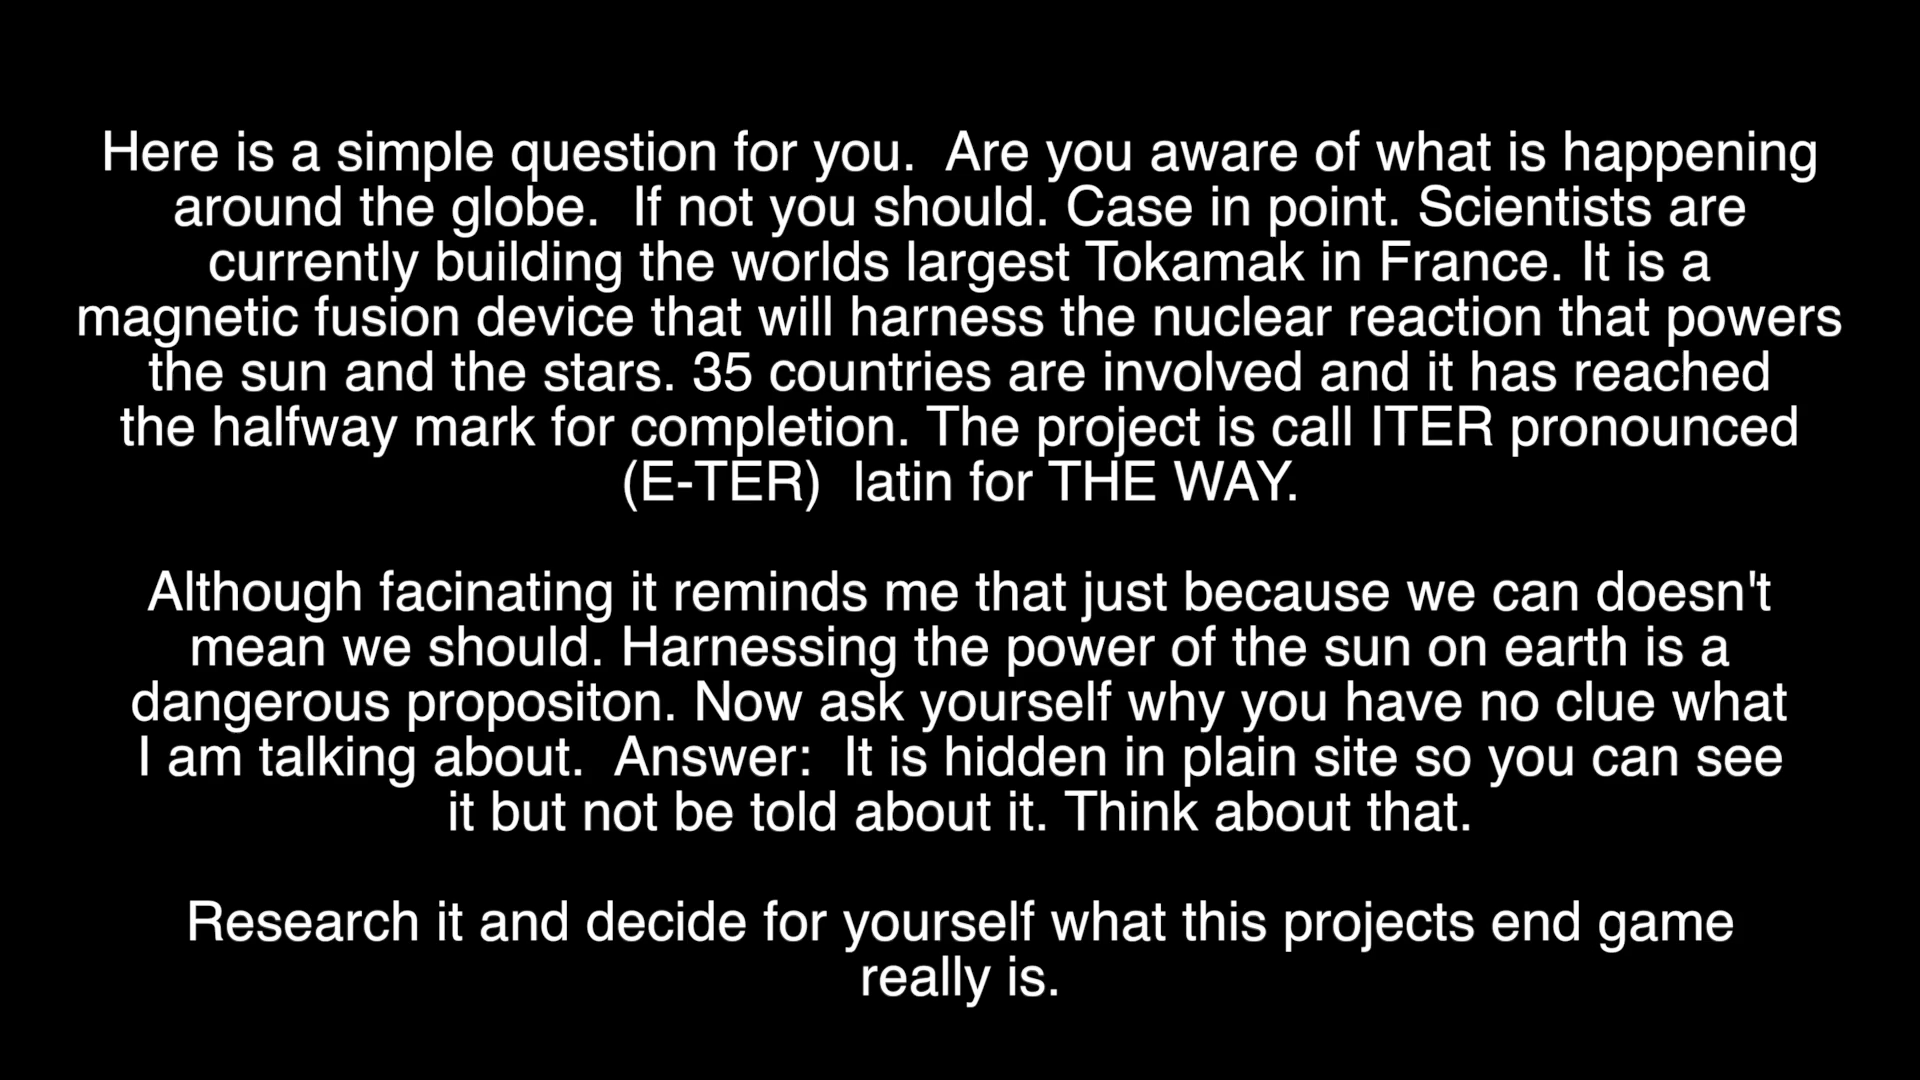 Here is a simple question for you.  Are you aware of what is happening
around the globe.  If not you should. Case in point. Scientists are
currently building the worlds largest Tokamak in France. It is a
magnetic fusion device that will harness the nuclear reaction that powers
the sun and the stars. 35 countries are involved and it has reached
the halfway mark for completion. The project is call ITER pronounced
(E-TER)  latin for THE WAY.

Although facinating it reminds me that just because we can doesn't
mean we should. Harnessing the power of the sun on earth is a
dangerous propositon. Now ask yourself why you have no clue what
I am talking about.  Answer:  It is hidden in plain site so you can see
it but not be told about it. Think about that.

Research it and decide for yourself what this projects end game
really is.